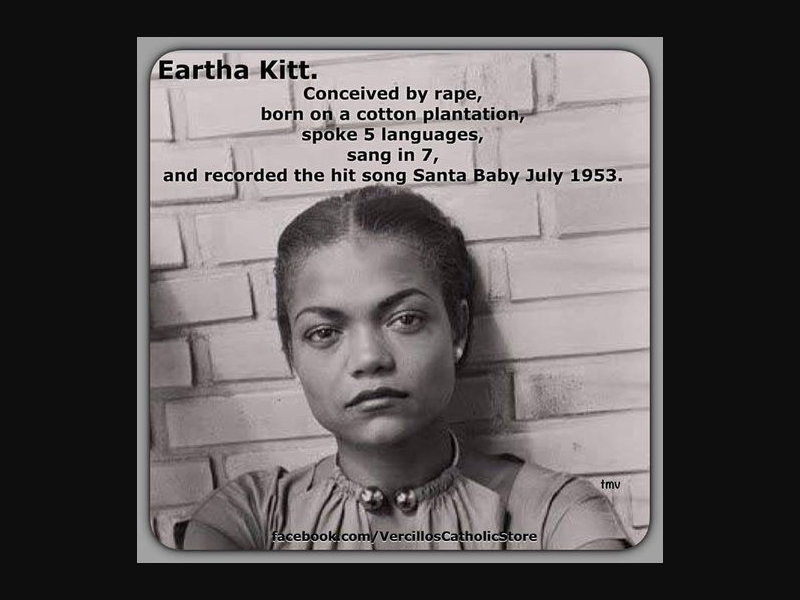 Eartha Kitt.
Conceived by rape,
born on a cotton plantation,
spoke 5 languages,
sang in 7,
and recorded the hit song Santa Baby July 1953.
tmv
facebook.com/VercillosCatholicStore